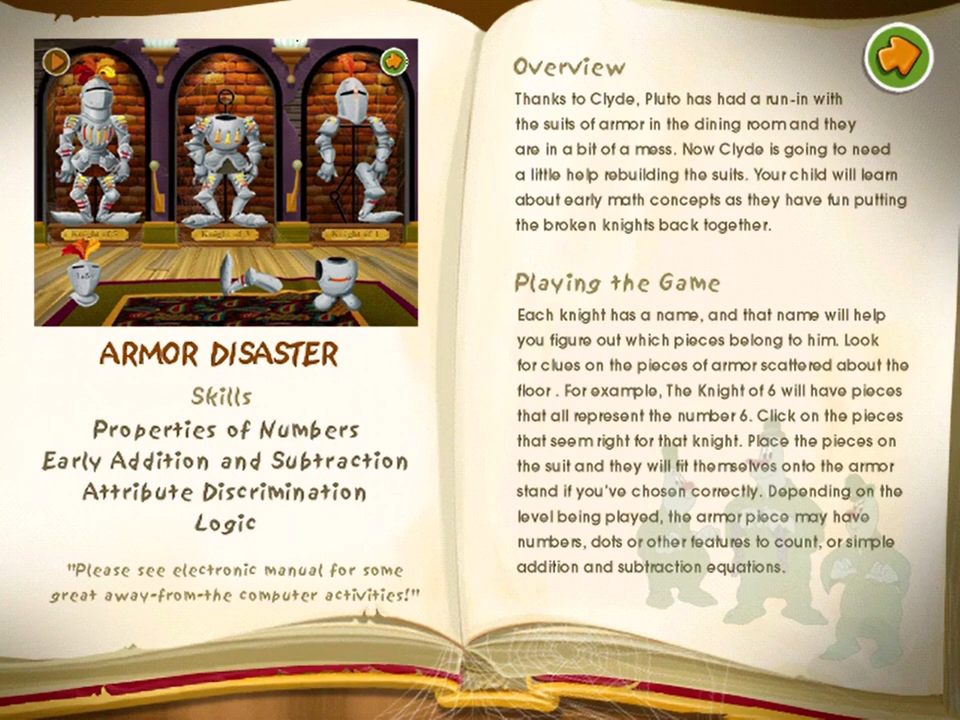 Knight of 3
Knight of 1
ARMOR DISASTER
Skills
Properties of Numbers
Early Addition and Subtraction
Attribute Discrimination
Logic
"Please see electronic manual for some
great away-from-the computer activities!"
Overview
Thanks to Clyde, Pluto has had a run-in with
the suits of armor in the dining room and they
are in a bit of a mess. Now Clyde is going to need
a little help rebuilding the suits. Your child will learn
about early math concepts as they have fun putting
the broken knights back together.
Playing the Game
Each knight has a name, and that name will help
you figure out which pieces belong to him. Look
for clues on the pieces of armor scattered about the
floor . For example, The Knight of 6 will have pieces
that all represent the number 6. Click on the pieces
that seem right for that knight. Place the pieces on
the suit and they will fit themselves onto the armor
stand if you've chosen correctly. Depending on the
level being played, the armor piece may have
numbers, dots or other features to count, or simple
addition and subtraction equations.